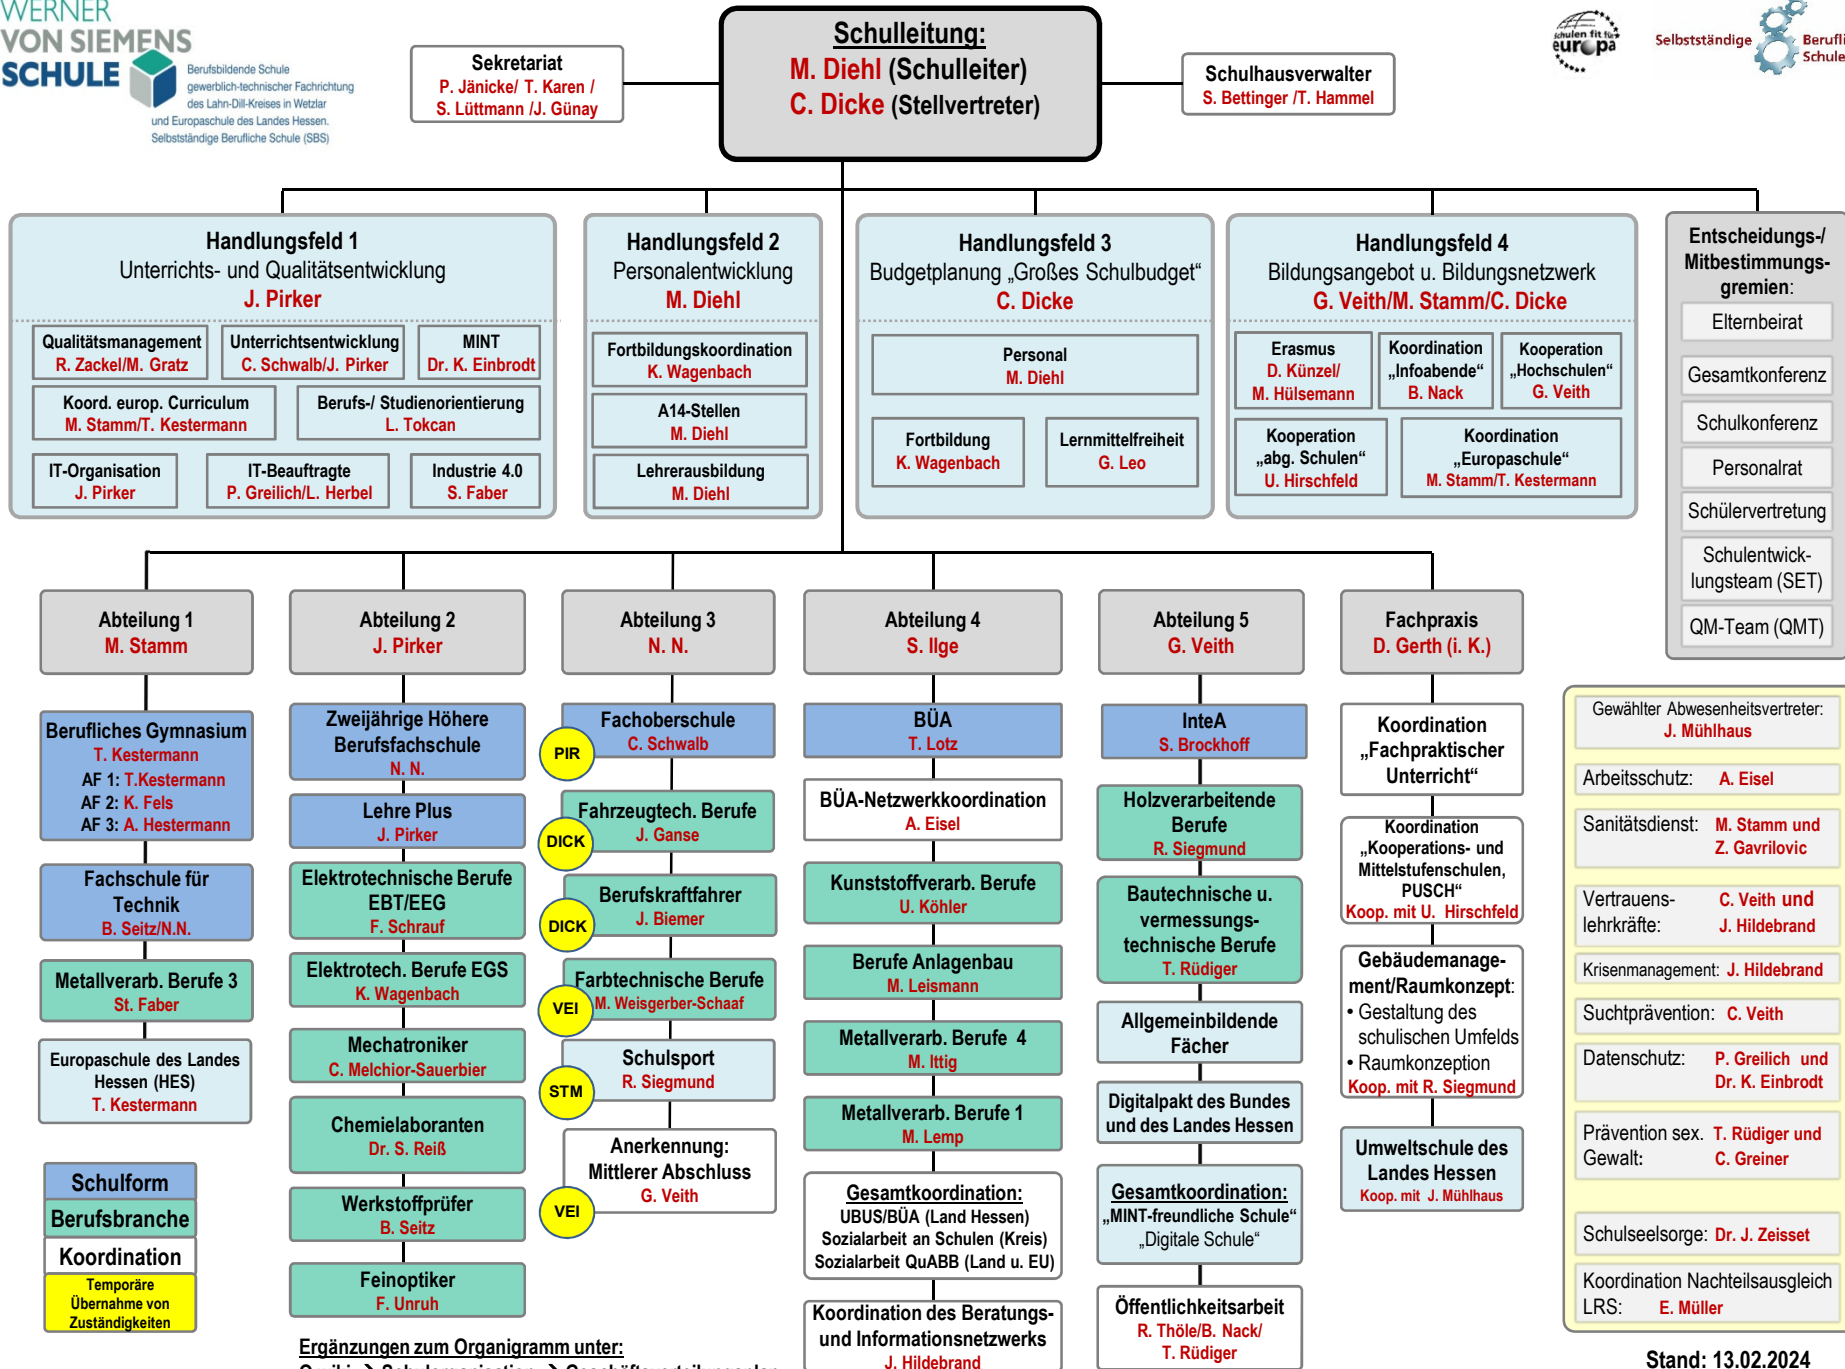 WERNER
VON SIEMENS
SCHULE
Berufsbildende Schule
gewerblich-technischer Fachrichtung
des Lahn-Dill-Kreises in Wetzlar
und Europaschule des Landes Hessen.
Selbstständige Berufliche Schule (SBS)
Sekretariat
P. Jänicke/ T. Karen /
S. Lüttmann /J. Günay
Schulleitung:
M. Diehl (Schulleiter)
C. Dicke (Stellvertreter)
Schulhausverwalter
S. Bettinger /T. Hammel
schulen fit für
europa
Selbstständige
Handlungsfeld 1
Unterrichts- und Qualitätsentwicklung
J. Pirker
Qualitätsmanagement
R. Zackel/M. Gratz
Unterrichtsentwicklung
C. Schwalb/J. Pirker
MINT
Dr. K. Einbrodt
Koord. europ. Curriculum
M. Stamm/T. Kestermann
Berufs-/ Studienorientierung
L. Tokcan
IT-Organisation
J. Pirker
IT-Beauftragte
P. Greilich/L. Herbel
Industrie 4.0
S. Faber
Handlungsfeld 2
Personalentwicklung
M. Diehl
Fortbildungskoordination
K. Wagenbach
A14-Stellen
M. Diehl
Lehrerausbildung
M. Diehl
Handlungsfeld 3
Budgetplanung „Großes Schulbudget“
C. Dicke
Personal
M. Diehl
Fortbildung
K. Wagenbach
Lernmittelfreiheit
G. Leo
Handlungsfeld 4
Bildungsangebot u. Bildungsnetzwerk
G. Veith/M. Stamm/C. Dicke
Erasmus
D. Künzel/
M. Hülsemann
Koordination
„Infoabende“
B. Nack
Kooperation
„Hochschulen“
G. Veith
Kooperation
„abg. Schulen“
U. Hirschfeld
Koordination
„Europaschule“
M. Stamm/T. Kestermann
Entscheidungs-/
Mitbestimmungs-
gremien:
Elternbeirat
Gesamtkonferenz
Schulkonferenz
Personalrat
Schülervertretung
Schulentwick-
lungsteam (SET)
QM-Team (QMT)
Abteilung 1
M. Stamm
Berufliches Gymnasium
T. Kestermann
AF 1: T.Kestermann
AF 2: K. Fels
AF 3: A. Hestermann
Fachschule für
Technik
B. Seitz/N.N.
Metallverarb. Berufe 3
St. Faber
Europaschule des Landes
Hessen (HES)
T. Kestermann
Schulform
Berufsbranche
Koordination
Temporäre
Übernahme von
Zuständigkeiten
Abteilung 2
J. Pirker
Zweijährige Höhere
Berufsfachschule
N. N.
Lehre Plus
J. Pirker
Elektrotechnische Berufe
EBT/EEG
F. Schrauf
Elektrotech. Berufe EGS
K. Wagenbach
Mechatroniker
C. Melchior-Sauerbier
Chemielaboranten
Dr. S. Reiß
Werkstoffprüfer
B. Seitz
Feinoptiker
F. Unruh
Ergänzungen zum Organigramm unter:
Abteilung 3
N. N.
Fachoberschule
C. Schwalb
PIR
Fahrzeugtech. Berufe
J. Ganse
DICK
Berufskraftfahrer
J. Biemer
DICK
Farbtechnische Berufe
M. Weisgerber-Schaaf
VEI
Schulsport
R. Siegmund
STM
Anerkennung:
Mittlerer Abschluss
G. Veith
VEI
Abteilung 4
S. Ilge
BÜA
T. Lotz
BÜA-Netzwerkkoordination
A. Eisel
Kunststoffverarb. Berufe
U. Köhler
Berufe Anlagenbau
M. Leismann
Metallverarb. Berufe 4
M. Ittig
Metallverarb. Berufe 1
M. Lemp
Gesamtkoordination:
UBUS/BÜA (Land Hessen)
Sozialarbeit an Schulen (Kreis)
Sozialarbeit QuABB (Land u. EU)
Koordination des Beratungs-
und Informationsnetzwerks
J. Hildebrand
Abteilung 5
G. Veith
InteA
S. Brockhoff
Holzverarbeitende
Berufe
R. Siegmund
Bautechnische u.
vermessungs-
technische Berufe
T. Rüdiger
Allgemeinbildende
Fächer
Digitalpakt des Bundes
und des Landes Hessen
Gesamtkoordination:
„MINT-freundliche Schule“
„Digitale Schule“
Öffentlichkeitsarbeit
R. Thöle/B. Nack/
T. Rüdiger
Fachpraxis
D. Gerth (i. K.)
Koordination
„Fachpraktischer
Unterricht“
Koordination
„Kooperations- und
Mittelstufenschulen,
PUSCH“
Koop. mit U. Hirschfeld
Gebäudemanage-
ment/Raumkonzept:
• Gestaltung des
schulischen Umfelds
• Raumkonzeption
Koop. mit R. Siegmund
Umweltschule des
Landes Hessen
Koop. mit J. Mühlhaus
Gewählter Abwesenheitsvertreter:
J. Mühlhaus
Arbeitsschutz: A. Eisel
Sanitätsdienst: M. Stamm und
Z. Gavrilovic
Vertrauens- C. Veith und
lehrkräfte: J. Hildebrand
Krisenmanagement: J. Hildebrand
Suchtprävention: C. Veith
Datenschutz: P. Greilich und
Dr. K. Einbrodt
Prävention sex. T. Rüdiger und
Gewalt: C. Greiner
Schulseelsorge: Dr. J. Zeisset
Koordination Nachteilsausgleich
LRS: E. Müller
Stand: 13.02.2024